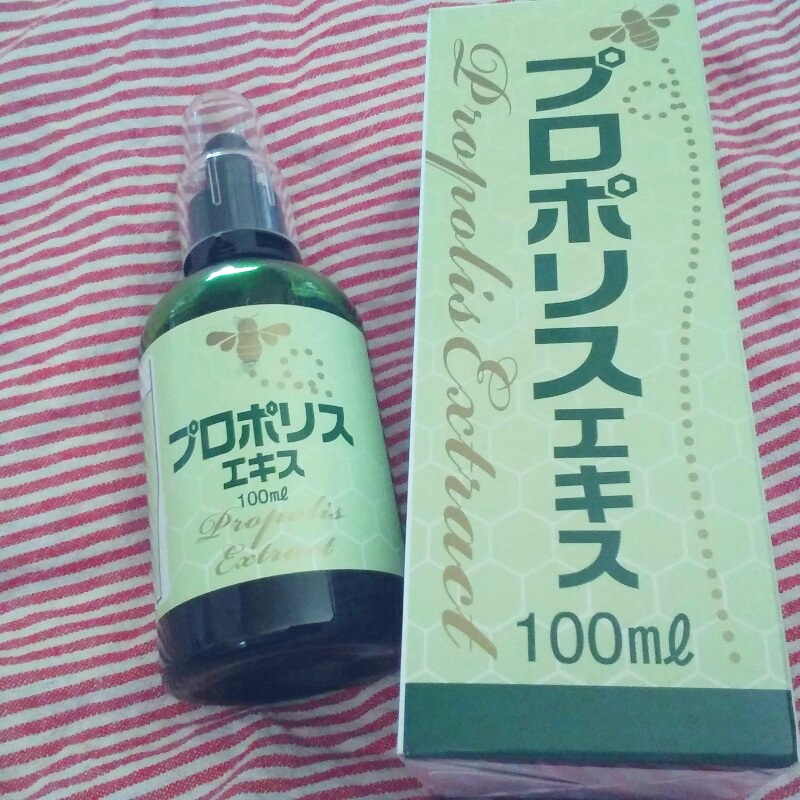 プロポリス
エキス
100ml
Propolis
Extract
プロポリスエキス
100ml
Propolis Extract